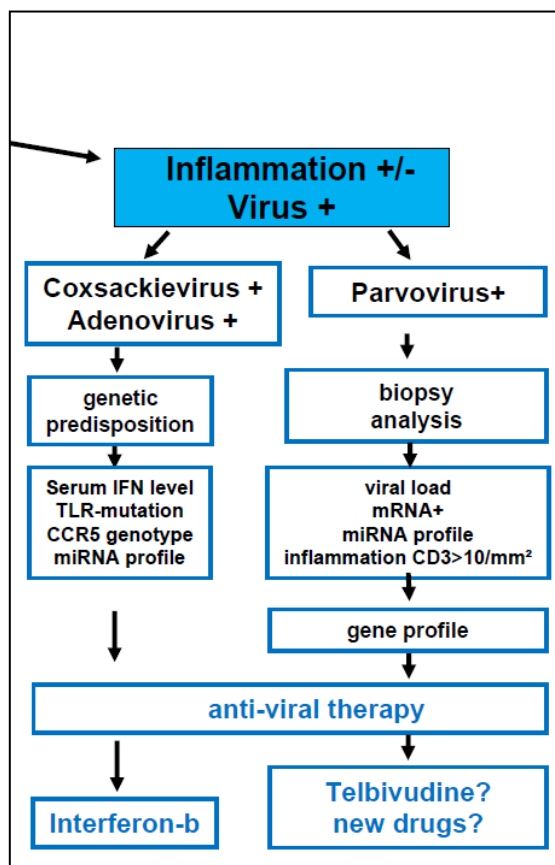 Inflammation +/-
Virus +
Coxsackievirus +
Adenovirus +
Parvovirus+
genetic
predisposition
biopsy
analysis
Serum IFN level
TLR-mutation
CCR5 genotype
miRNA profile
viral load
mRNA+
miRNA profile
inflammation CD3>10/mm²
gene profile
anti-viral therapy
Interferon-b
Telbivudine?
new drugs?